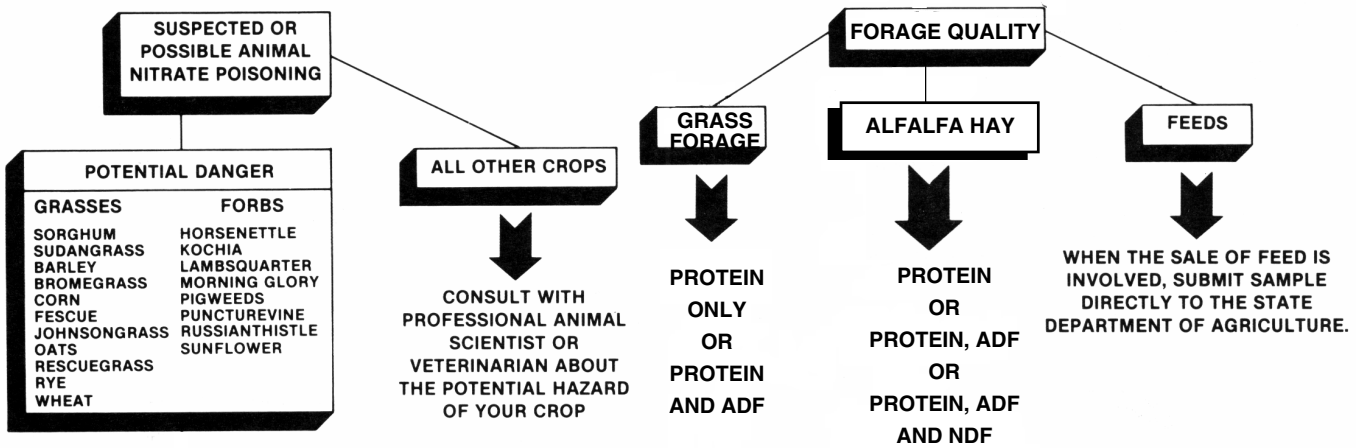 SUSPECTED OR
POSSIBLE ANIMAL
NITRATE POISONING
POTENTIAL DANGER
GRASSES FORBS
SORGHUM HORSENETTLE
SUDANGRASS KOCHIA
BARLEY LAMBSQUARTER
BROMEGRASS MORNING GLORY
CORN PIGWEEDS
FESCUE PUNCTUREVINE
JOHNSONGRASS RUSSIANTHISTLE
OATS SUNFLOWER
RESCUEGRASS
RYE
WHEAT
ALL OTHER CROPS
CONSULT WITH
PROFESSIONAL ANIMAL
SCIENTIST OR
VETERINARIAN ABOUT
THE POTENTIAL HAZARD
OF YOUR CROP
FORAGE QUALITY
GRASS
FORAGE
PROTEIN
ONLY
OR
PROTEIN
AND ADF
ALFALFA HAY
PROTEIN
OR
PROTEIN, ADF
OR
PROTEIN, ADF
AND NDF
FEEDS
WHEN THE SALE OF FEED IS
INVOLVED, SUBMIT SAMPLE
DIRECTLY TO THE STATE
DEPARTMENT OF AGRICULTURE.